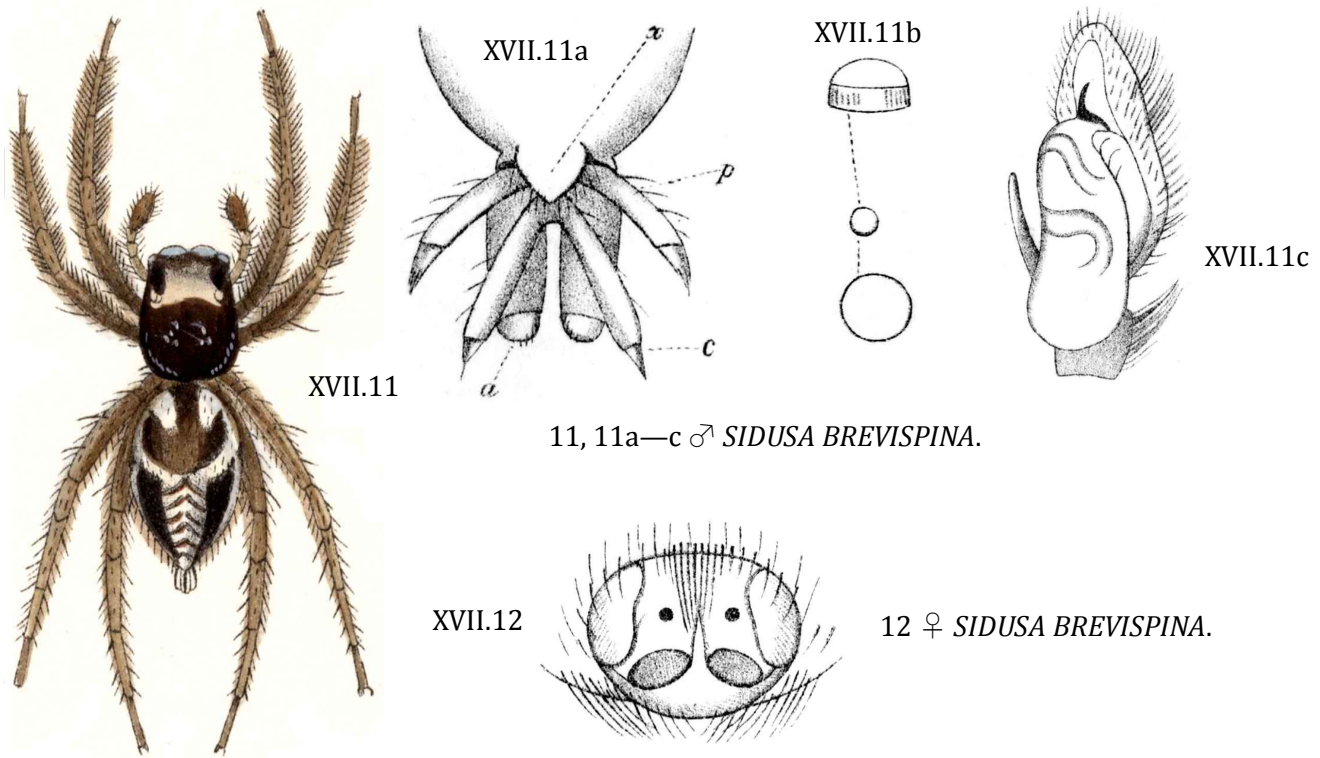 XVII.11a
x
p
c
a
XVII.11b
XVII.11c
XVII.11
11, 11a—c ♂ SIDUSA BREVISPINA.
XVII.12
12 ♀ SIDUSA BREVISPINA.